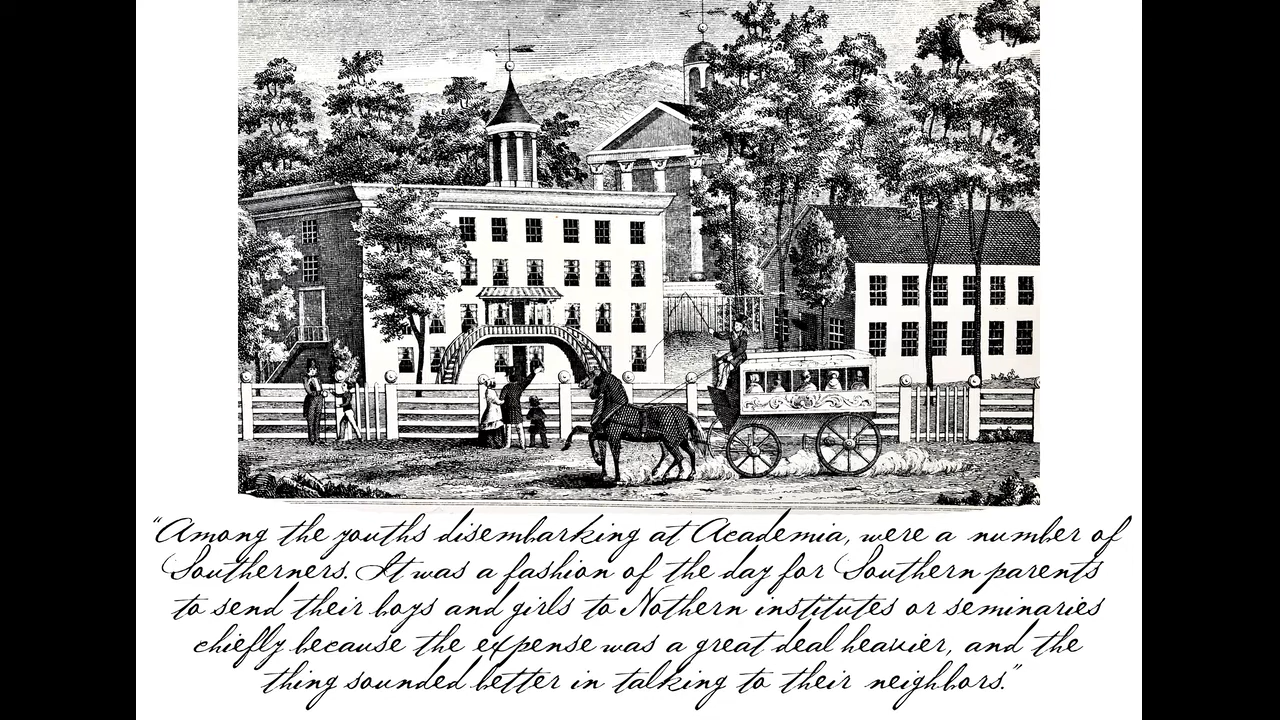 "Among the youths disembarking at Academia, were a number of
Southerners. It was a fashion of the day for Southern parents
to send their boys and girls to Nothern institutes or seminaries
chiefly because the expense was a great deal heavier, and the
thing sounded better in talking to their neighbors."